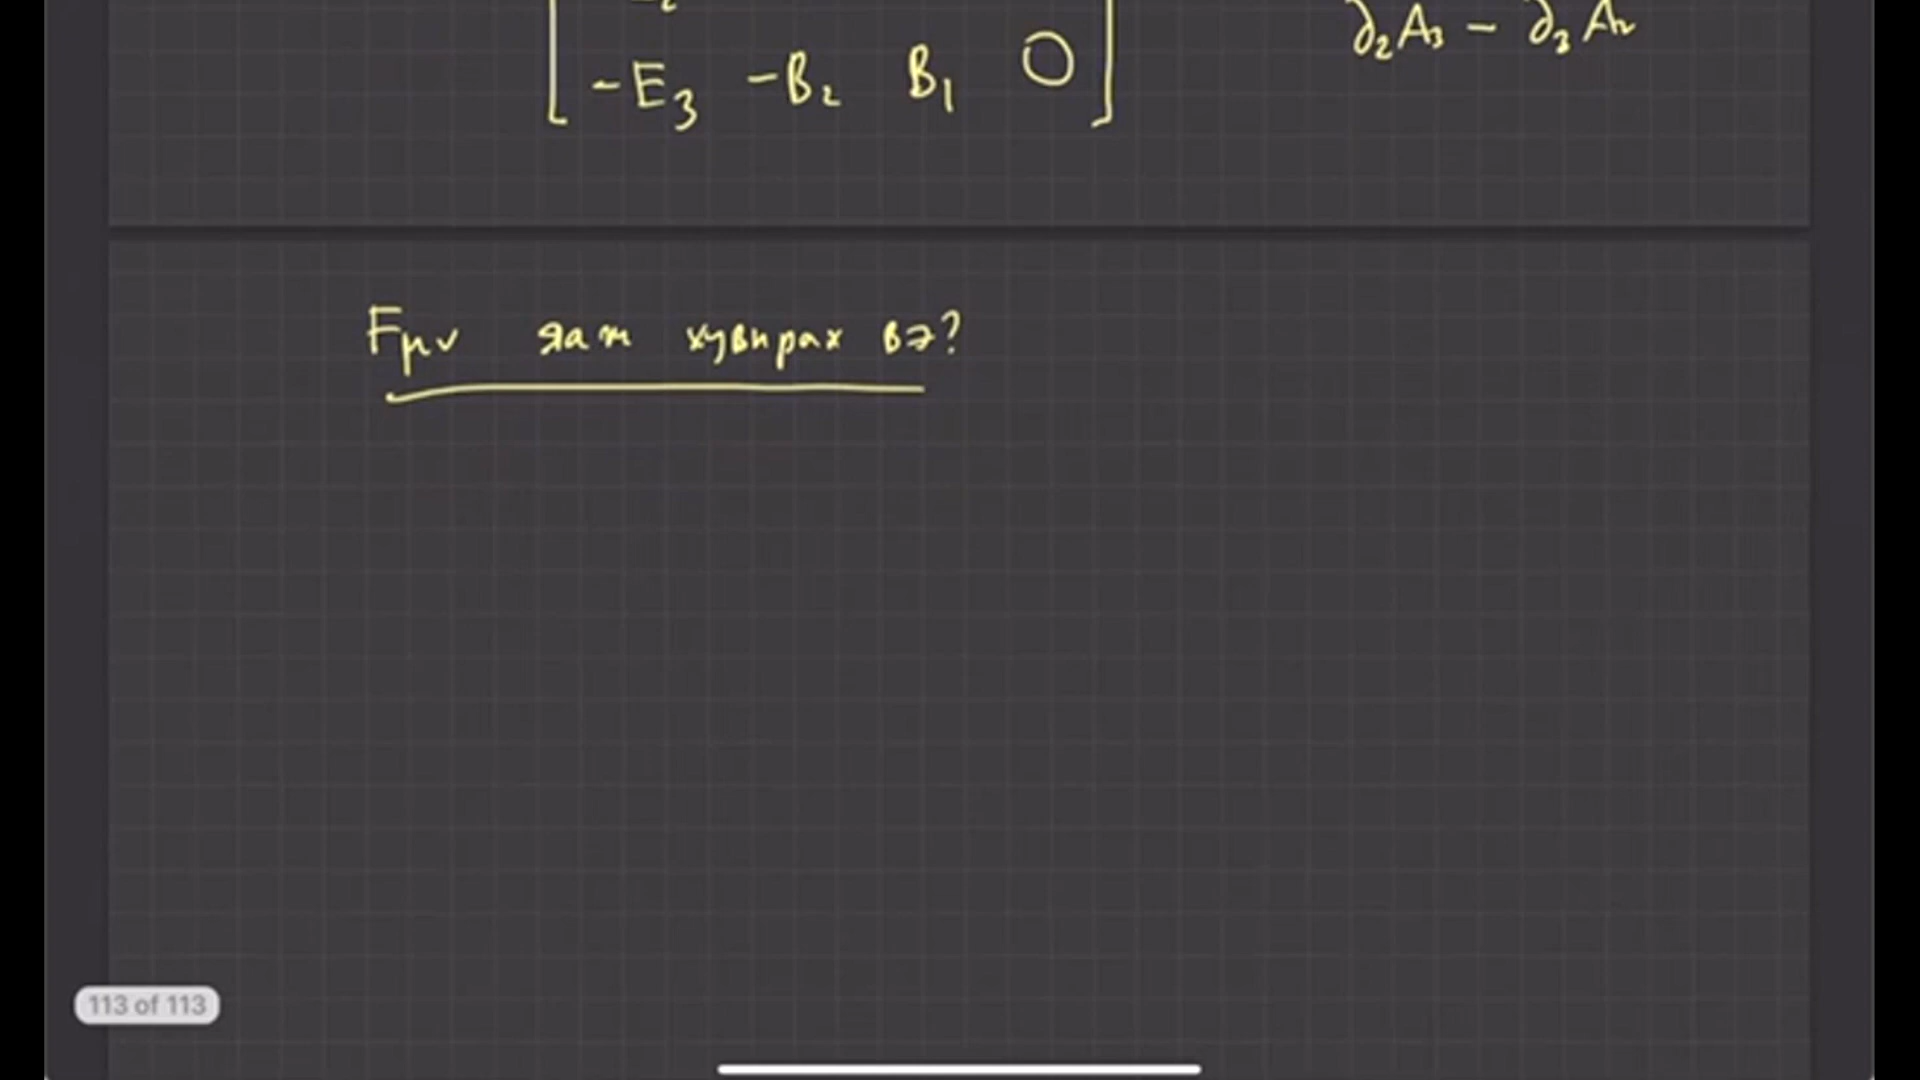 -E₃ -B₂ B₁ 0
∂₂A₃ - ∂₃A₂
Fμν яаж хувирах вэ?
113 of 113